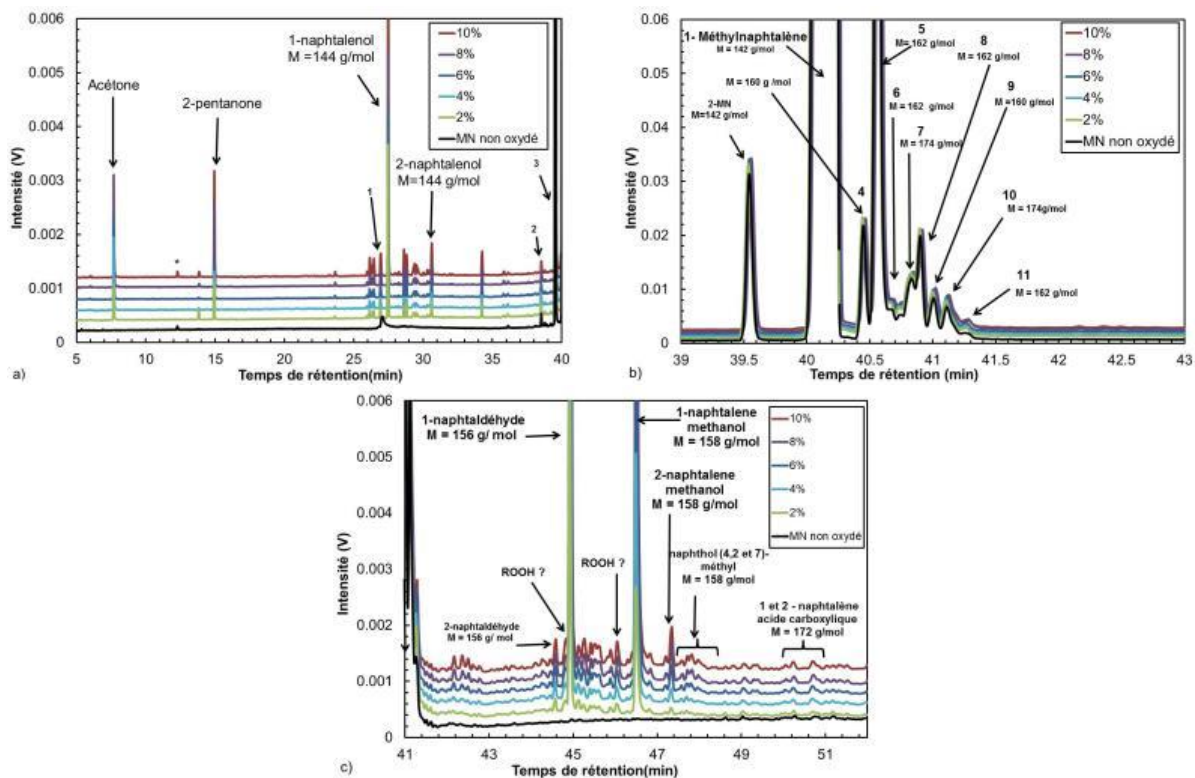 0.006
0.005
0.004
0.003
0.002
0.001
0
Intensité (V)
Acétone
2-pentanone
1-naphtalenol
M = 144 g/mol
2-naphtalenol
M=144 g/mol
1
2
3
*
10%
8%
6%
4%
2%
MN non oxydé
5 10 15 20 25 30 35 40
Temps de rétention(min)
a)
0.06
0.05
0.04
0.03
0.02
0.01
0
Intensité (V)
1- Méthylnaphtalène
M = 142 g/mol
M = 160 g /mol
2-MN
M=142 g/mol
4
5
M= 162 g/mol
6
M =162 g/mol
7
M = 174 g/mol
8
M =162 g/mol
9
M =160 g/mol
10
M = 174g/mol
11
M = 162 g/mol
10%
8%
6%
4%
2%
MN non oxydé
39 39.5 40 40.5 41 41.5 42 42.5 43
Temps de rétention (min)
b)
0.006
0.005
0.004
0.003
0.002
0.001
0
Intensité (V)
1-naphtaldéhyde
M = 156 g/ mol
1-naphtalene
methanol
M = 158 g/mol
2-naphtalene
methanol
M = 158 g/mol
ROOH ?
ROOH ?
2-naphtaldéhyde
M = 156 g/ mol
naphthol (4,2 et 7)-
méthyl
M = 158 g/mol
1 et 2 - naphtalène
acide carboxylique
M = 172 g/mol
10%
8%
6%
4%
2%
MN non oxydé
41 43 45 47 49 51
Temps de rétention(min)
c)